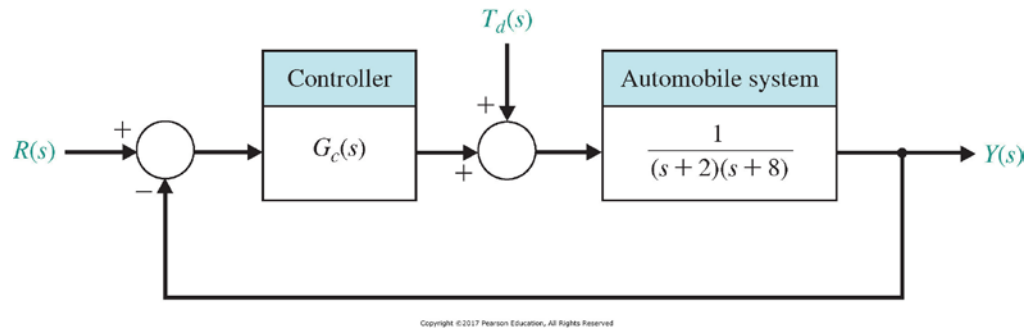 T_d(s)
Controller
Automobile system
+
+
1
R(s)
G_c(s)
Y(s)
(s + 2)(s + 8)
+
−
Copyright ©2017 Pearson Education, All Rights Reserved